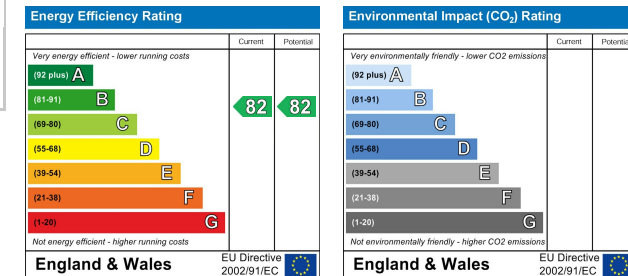 Energy Efficiency Rating
Current Potential
Very energy efficient - lower running costs
(92 plus) A
(81-91) B
(69-80) C
(55-68) D
(39-54) E
(21-38) F
(1-20) G
82 82
Not energy efficient - higher running costs
England & Wales
EU Directive
2002/91/EC
Environmental Impact (CO₂) Rating
Current Potential
Very environmentally friendly - lower CO2 emissions
(92 plus) A
(81-91) B
(69-80) C
(55-68) D
(39-54) E
(21-38) F
(1-20) G
Not environmentally friendly - higher CO2 emissions
England & Wales
EU Directive
2002/91/EC